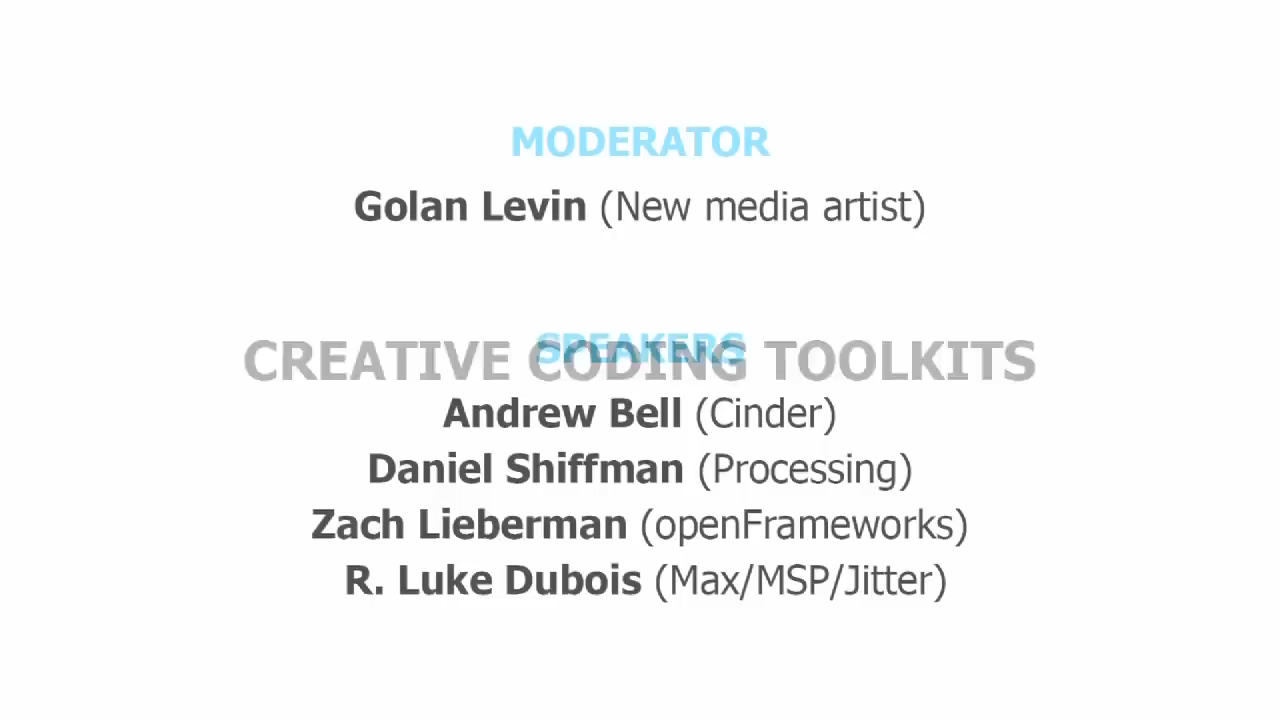 MODERATOR
Golan Levin (New media artist)
SPEAKERS
CREATIVE CODING TOOLKITS
Andrew Bell (Cinder)
Daniel Shiffman (Processing)
Zach Lieberman (openFrameworks)
R. Luke Dubois (Max/MSP/Jitter)